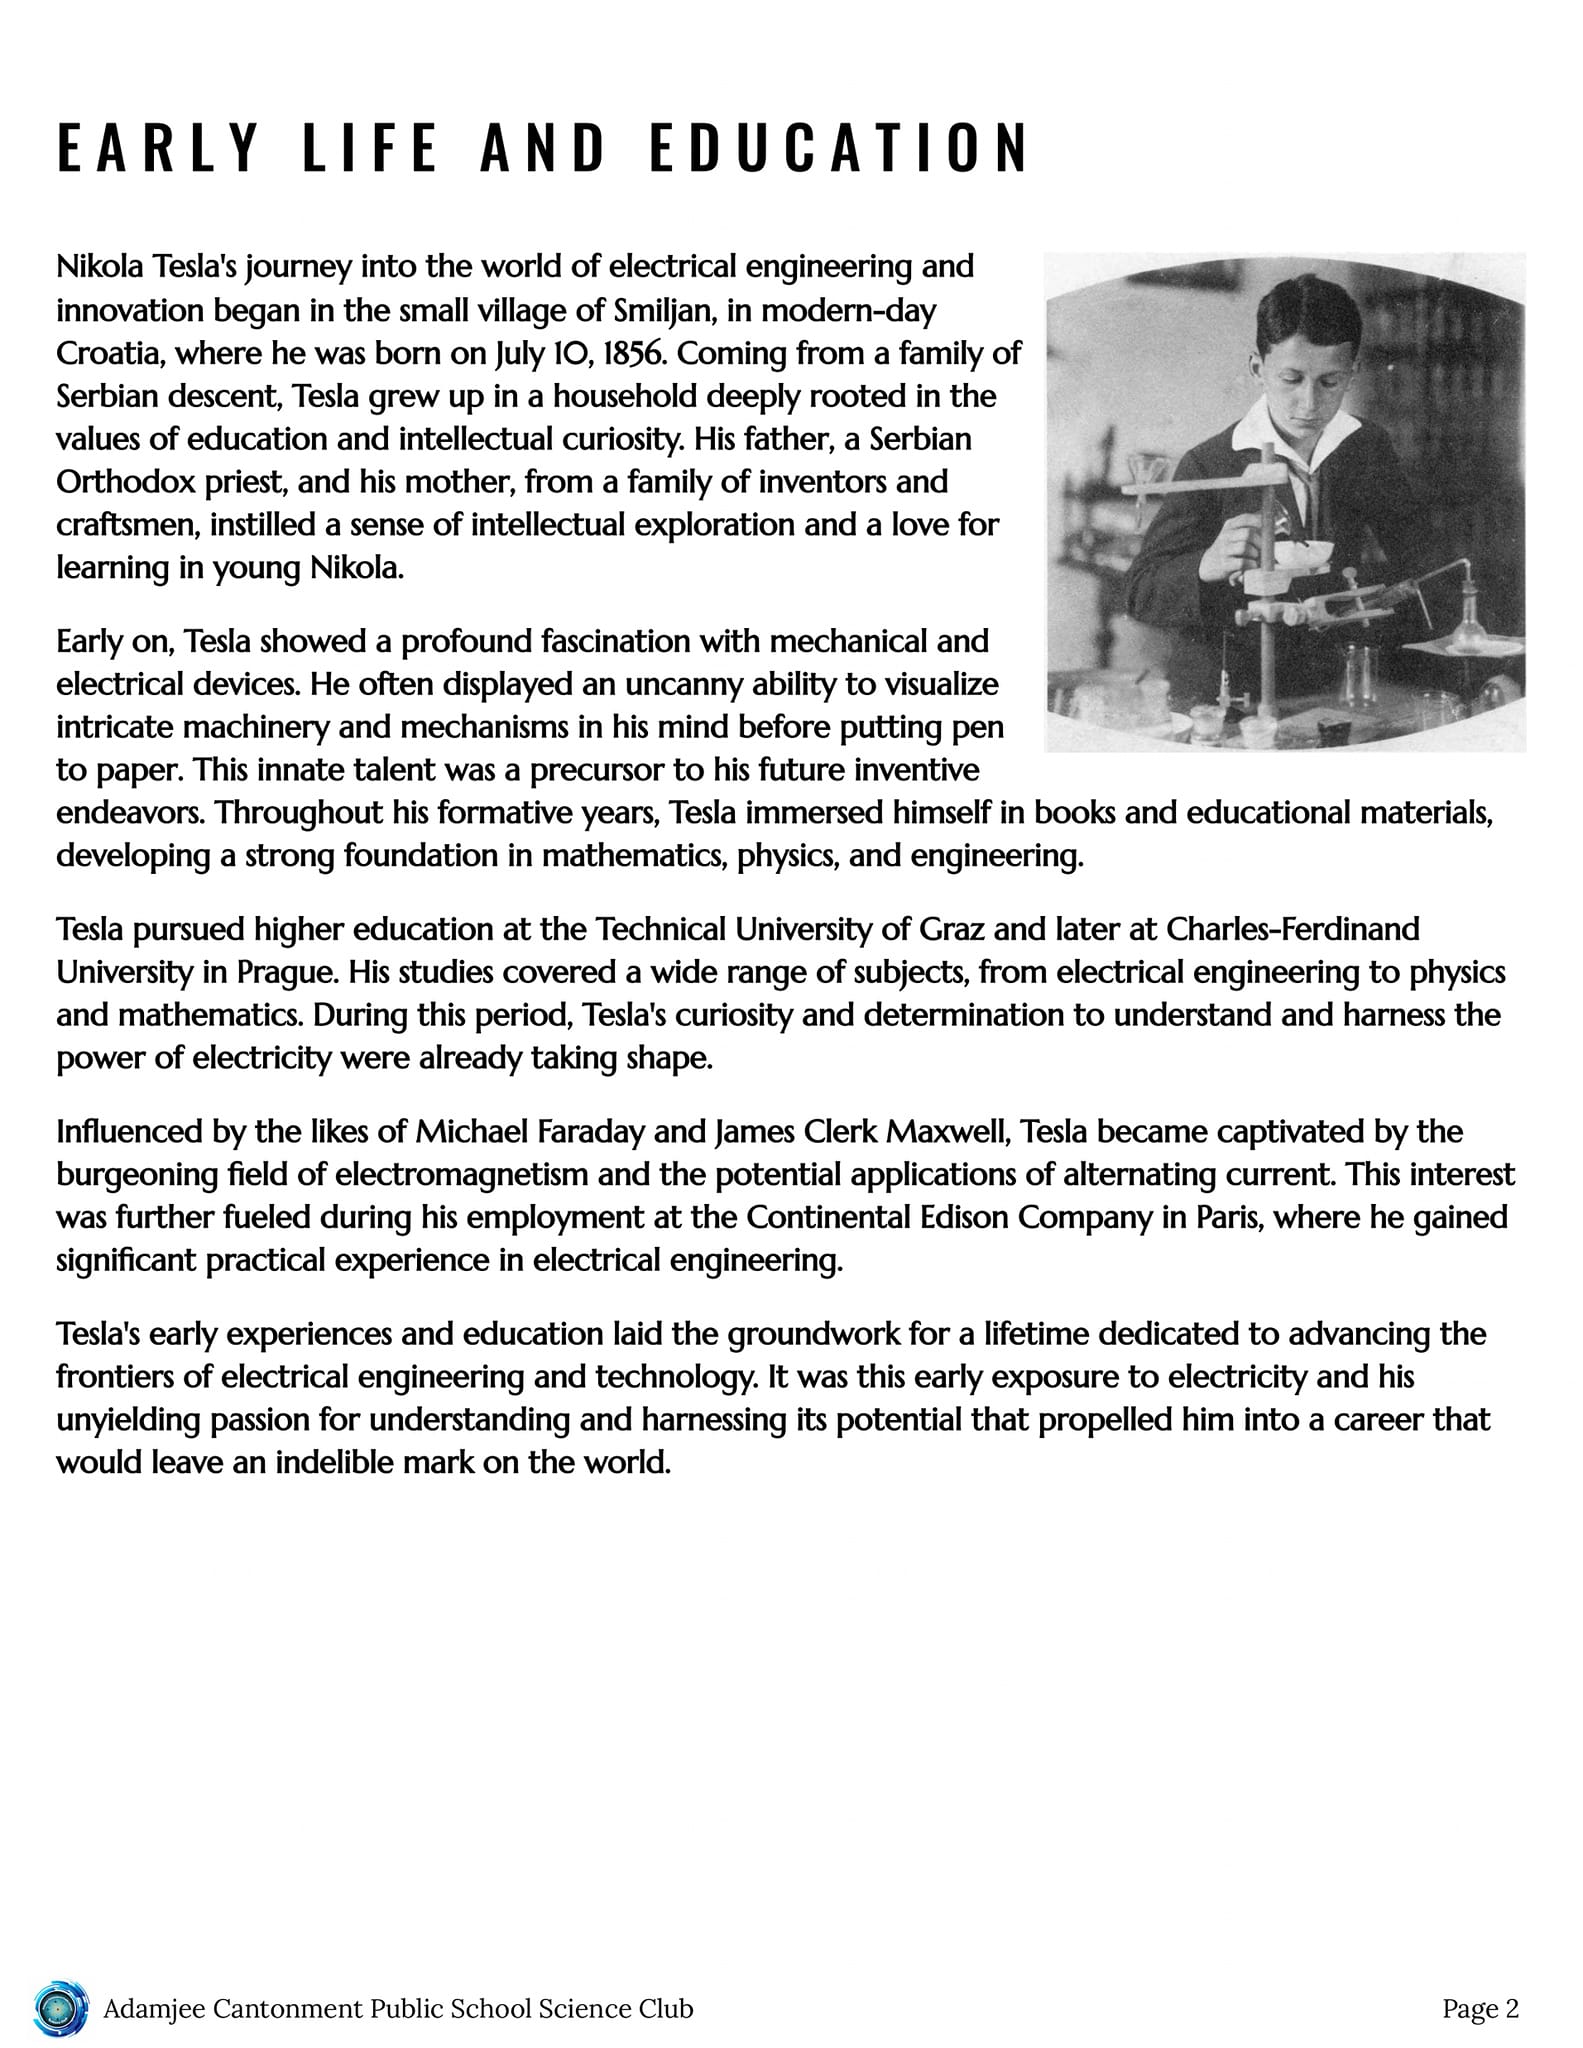 EARLY LIFE AND EDUCATION
Nikola Tesla's journey into the world of electrical engineering and
innovation began in the small village of Smiljan, in modern-day
Croatia, where he was born on July 10, 1856. Coming from a family of
Serbian descent, Tesla grew up in a household deeply rooted in the
values of education and intellectual curiosity. His father, a Serbian
Orthodox priest, and his mother, from a family of inventors and
craftsmen, instilled a sense of intellectual exploration and a love for
learning in young Nikola.
Early on, Tesla showed a profound fascination with mechanical and
electrical devices. He often displayed an uncanny ability to visualize
intricate machinery and mechanisms in his mind before putting pen
to paper. This innate talent was a precursor to his future inventive
endeavors. Throughout his formative years, Tesla immersed himself in books and educational materials,
developing a strong foundation in mathematics, physics, and engineering.
Tesla pursued higher education at the Technical University of Graz and later at Charles-Ferdinand
University in Prague. His studies covered a wide range of subjects, from electrical engineering to physics
and mathematics. During this period, Tesla's curiosity and determination to understand and harness the
power of electricity were already taking shape.
Influenced by the likes of Michael Faraday and James Clerk Maxwell, Tesla became captivated by the
burgeoning field of electromagnetism and the potential applications of alternating current. This interest
was further fueled during his employment at the Continental Edison Company in Paris, where he gained
significant practical experience in electrical engineering.
Tesla's early experiences and education laid the groundwork for a lifetime dedicated to advancing the
frontiers of electrical engineering and technology. It was this early exposure to electricity and his
unyielding passion for understanding and harnessing its potential that propelled him into a career that
would leave an indelible mark on the world.
Adamjee Cantonment Public School Science Club
Page 2